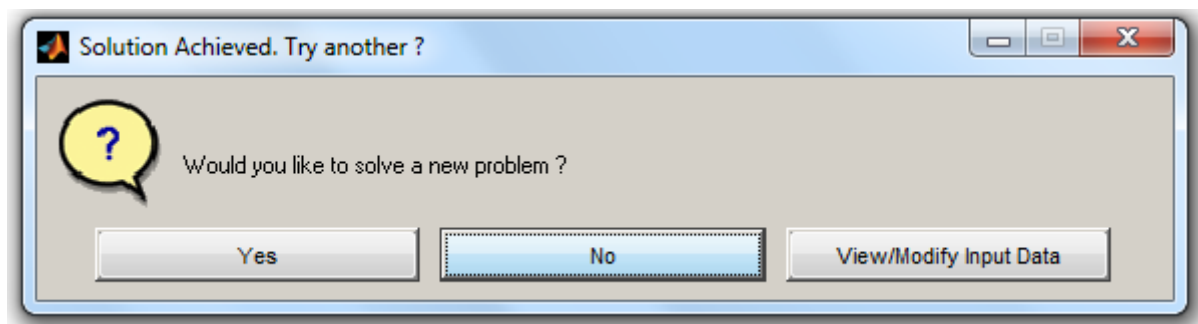 Solution Achieved. Try another ?
?
Would you like to solve a new problem ?
Yes
No
View/Modify Input Data